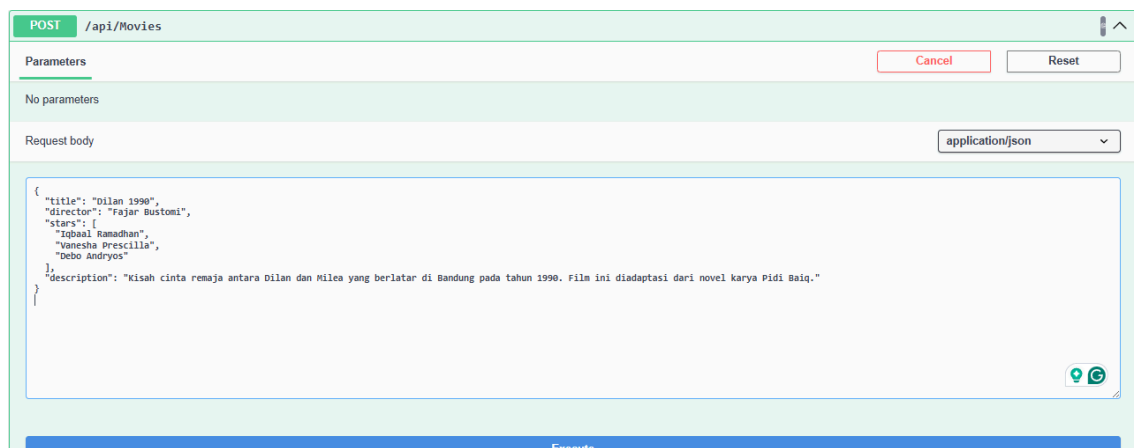 POST /api/Movies
Parameters
Cancel
Reset
No parameters
Request body
application/json
{
"title": "Dilan 1990",
"director": "Fajar Bustomi",
"stars": [
"Iqbaal Ramadhan",
"Vanesha Prescilla",
"Debo Andryos"
],
"description": "Kisah cinta remaja antara Dilan dan Milea yang berlatar di Bandung pada tahun 1990. Film ini diadaptasi dari novel karya Pidi Baiq."
}
Execute